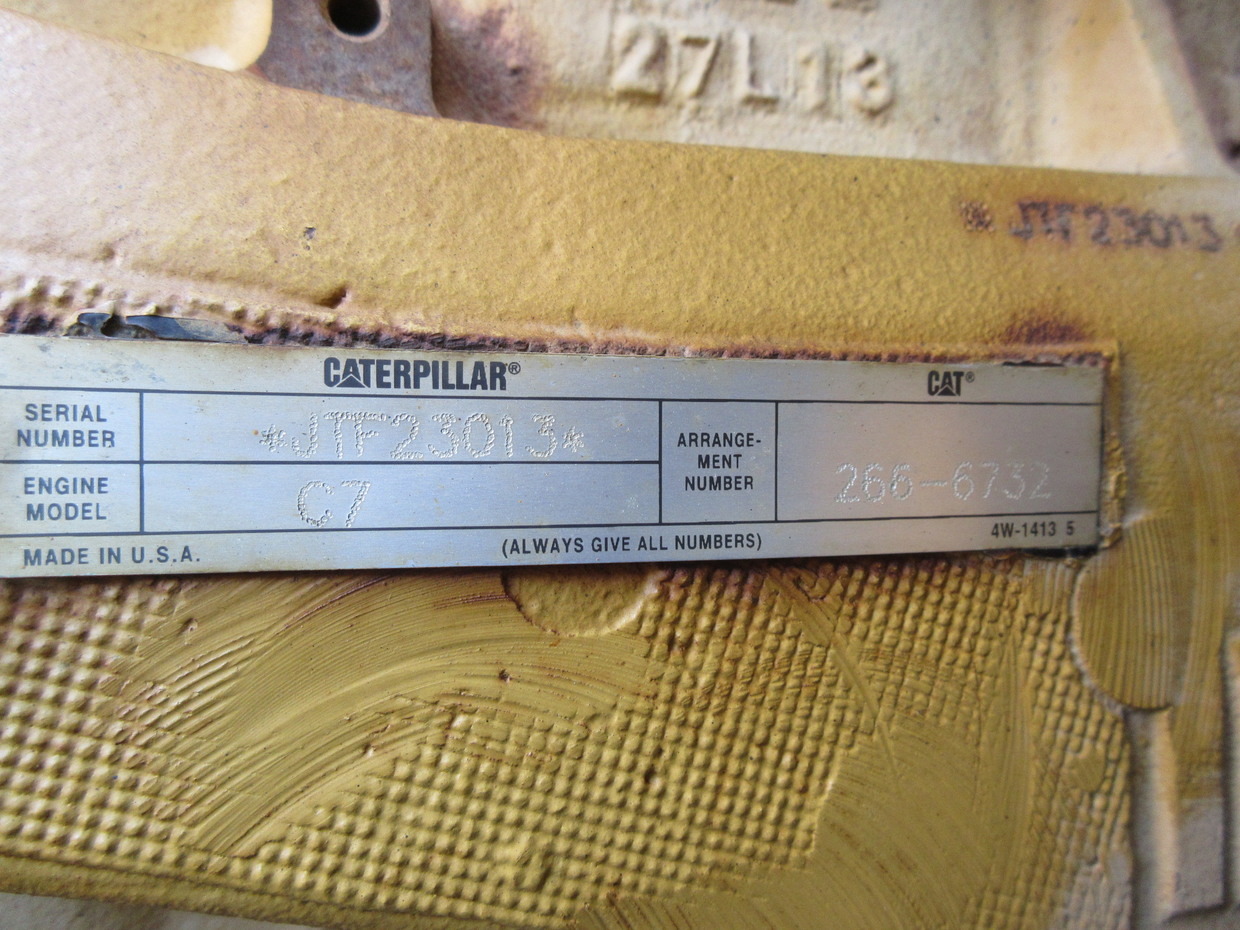 27L13
* JTF23013
CATERPILLAR® CAT®
SERIAL NUMBER *JTF23013*
ENGINE MODEL C7
ARRANGE-
MENT
NUMBER
266-6732
MADE IN U.S.A. (ALWAYS GIVE ALL NUMBERS) 4W-1413 5